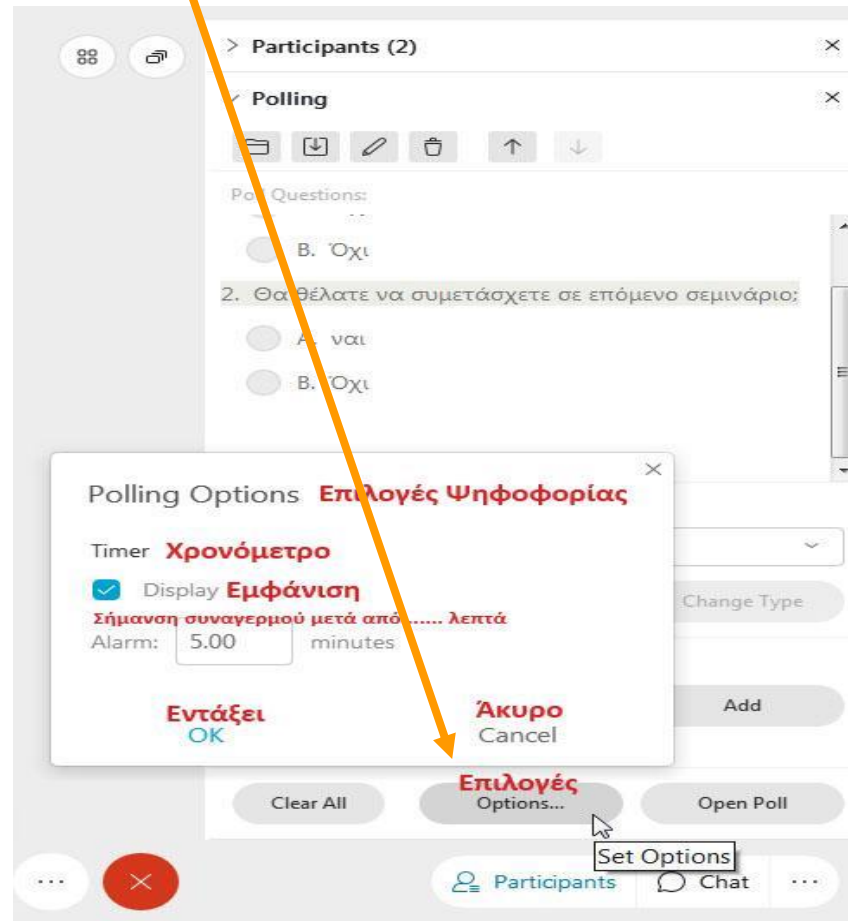 Participants (2)
Polling
Poll Questions:
B. Όχι
2. Θα θέλατε να συμετάσχετε σε επόμενο σεμινάριο;
A. ναι
B. Όχι
Polling Options Επιλογές Ψηφοφορίας
Timer Χρονόμετρο
Display Εμφάνιση
Change Type
Σήμανση συναγερμού μετά από...... λεπτά
Alarm: 5.00 minutes
Εντάξει Άκυρο
OK Cancel
Add
Επιλογές
Clear All Options... Open Poll
Set Options
Participants Chat